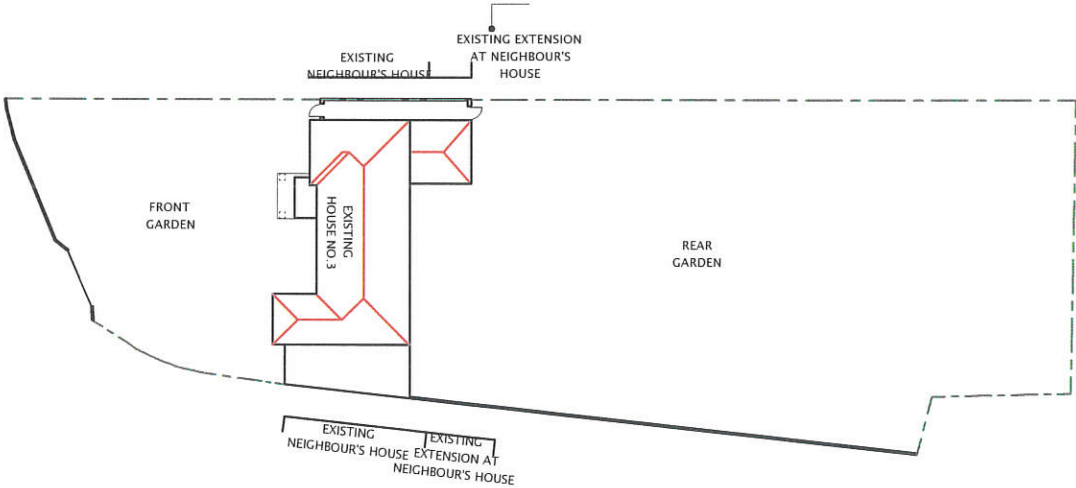 EXISTING EXTENSION
AT NEIGHBOUR'S
HOUSE
EXISTING
NEIGHBOUR'S HOUSE
FRONT
GARDEN
EXISTING
HOUSE NO.3
REAR
GARDEN
EXISTING
NEIGHBOUR'S HOUSE
EXISTING
EXTENSION AT
NEIGHBOUR'S HOUSE